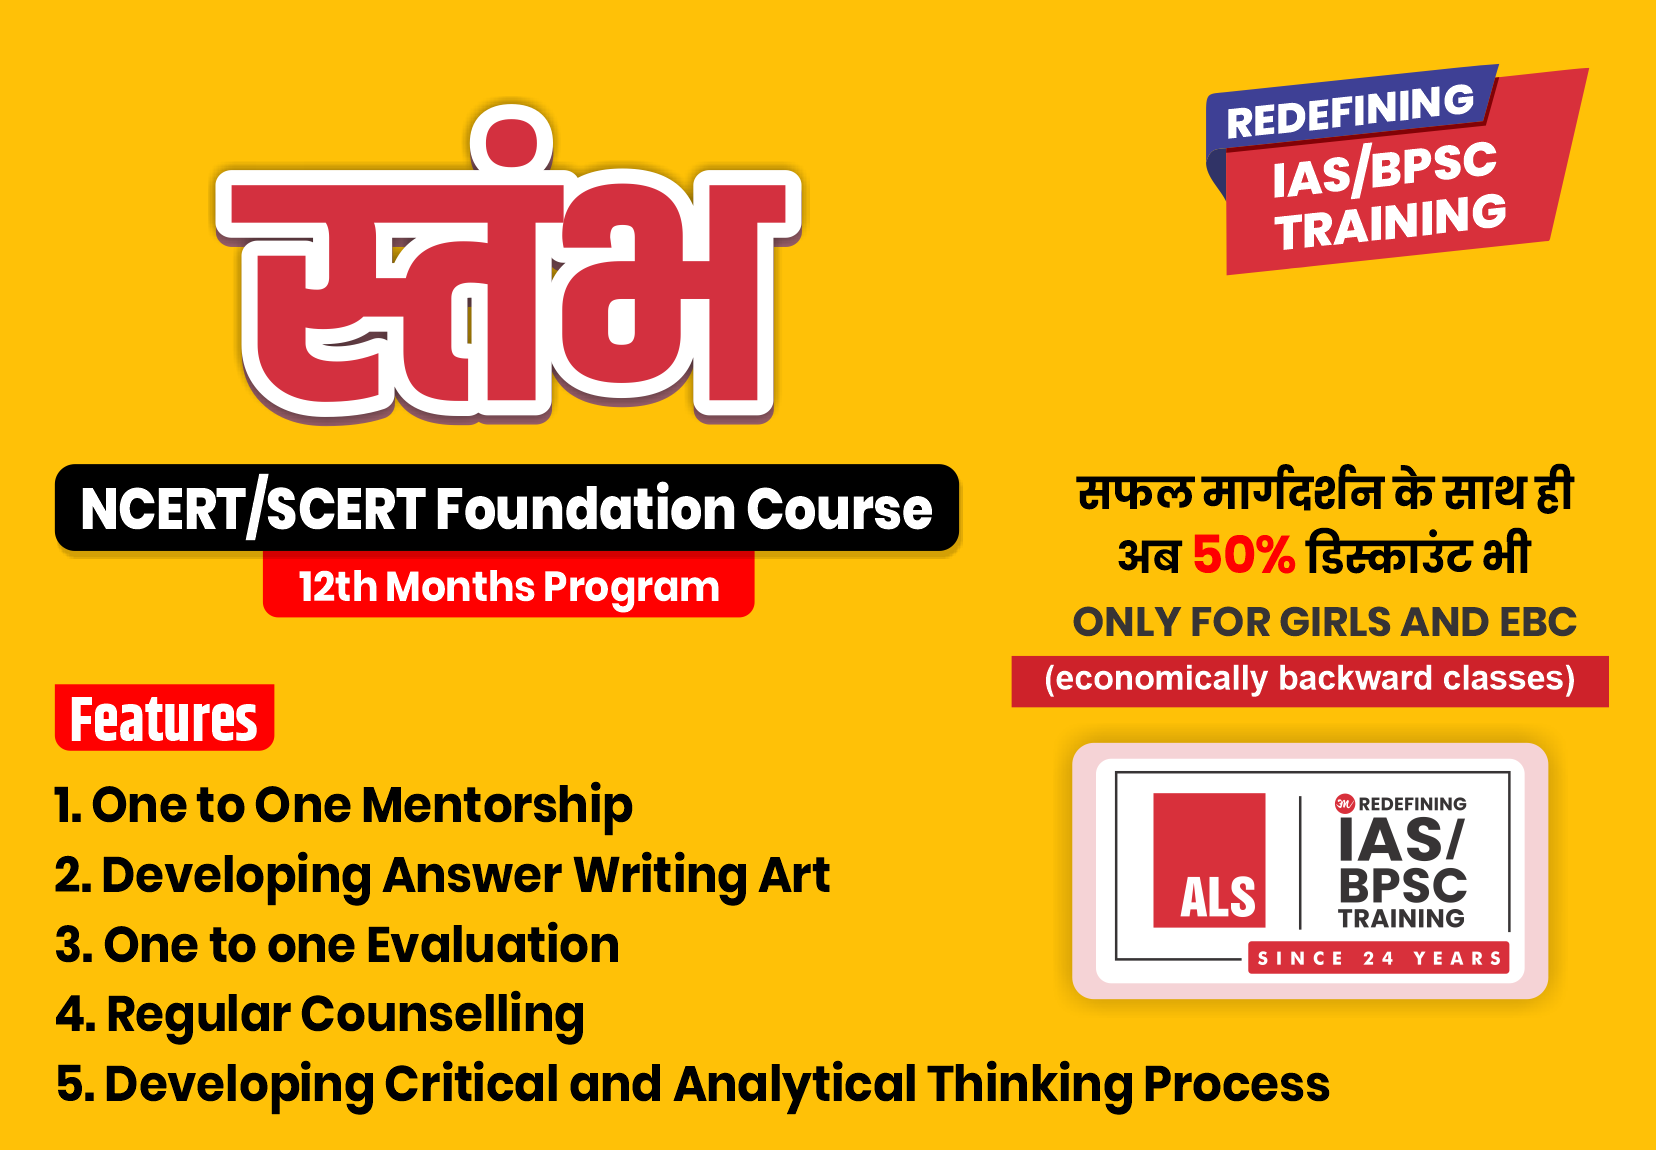 स्तंभ
REDEFINING
IAS/BPSC
TRAINING
NCERT/SCERT Foundation Course
12th Months Program
सफल मार्गदर्शन के साथ ही
अब 50% डिस्काउंट भी
ONLY FOR GIRLS AND EBC
(economically backward classes)
Features
1. One to One Mentorship
2. Developing Answer Writing Art
3. One to one Evaluation
4. Regular Counselling
5. Developing Critical and Analytical Thinking Process
ALS
REDEFINING
IAS/
BPSC
TRAINING
SINCE 24 YEARS